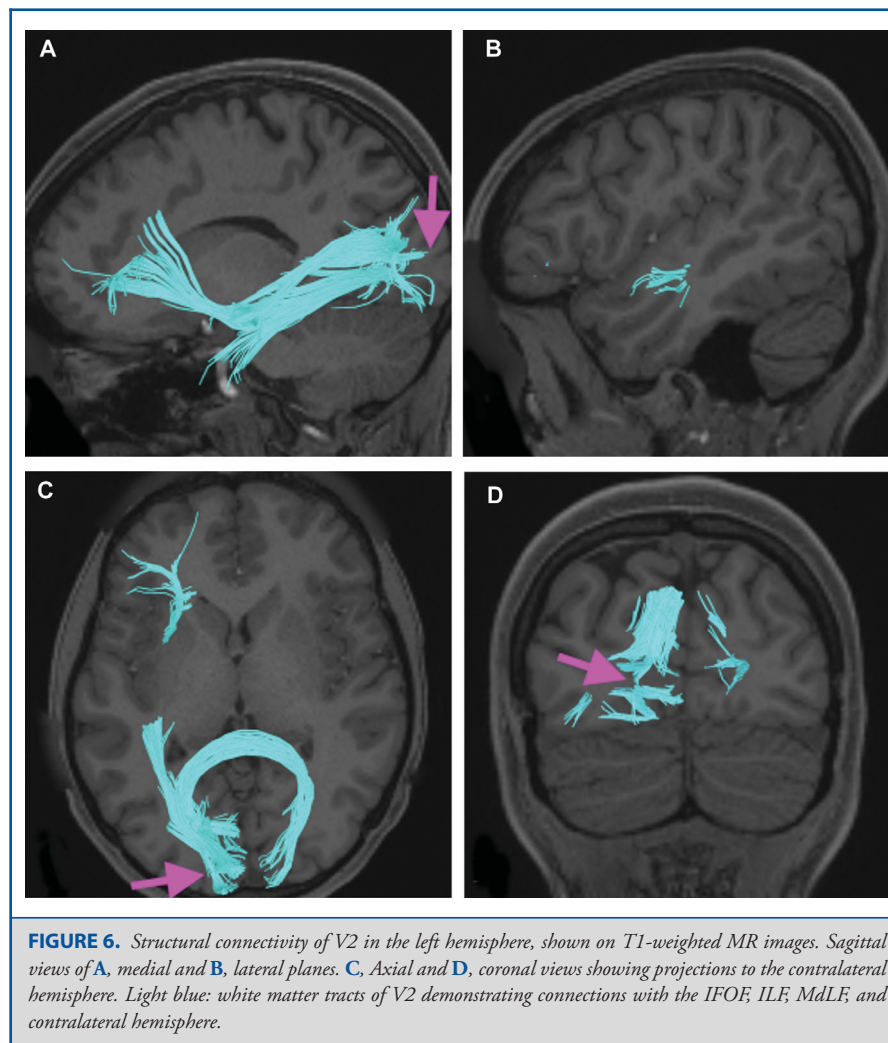 A
B
C
D
FIGURE 6. Structural connectivity of V2 in the left hemisphere, shown on T1-weighted MR images. Sagittal
views of A, medial and B, lateral planes. C, Axial and D, coronal views showing projections to the contralateral
hemisphere. Light blue: white matter tracts of V2 demonstrating connections with the IFOF, ILF, MdLF, and
contralateral hemisphere.